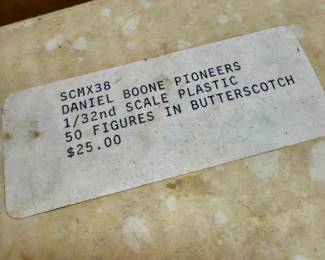 SCMX38
DANIEL BOONE PIONEERS
1/32nd SCALE PLASTIC
50 FIGURES IN BUTTERSCOTCH
$25.00